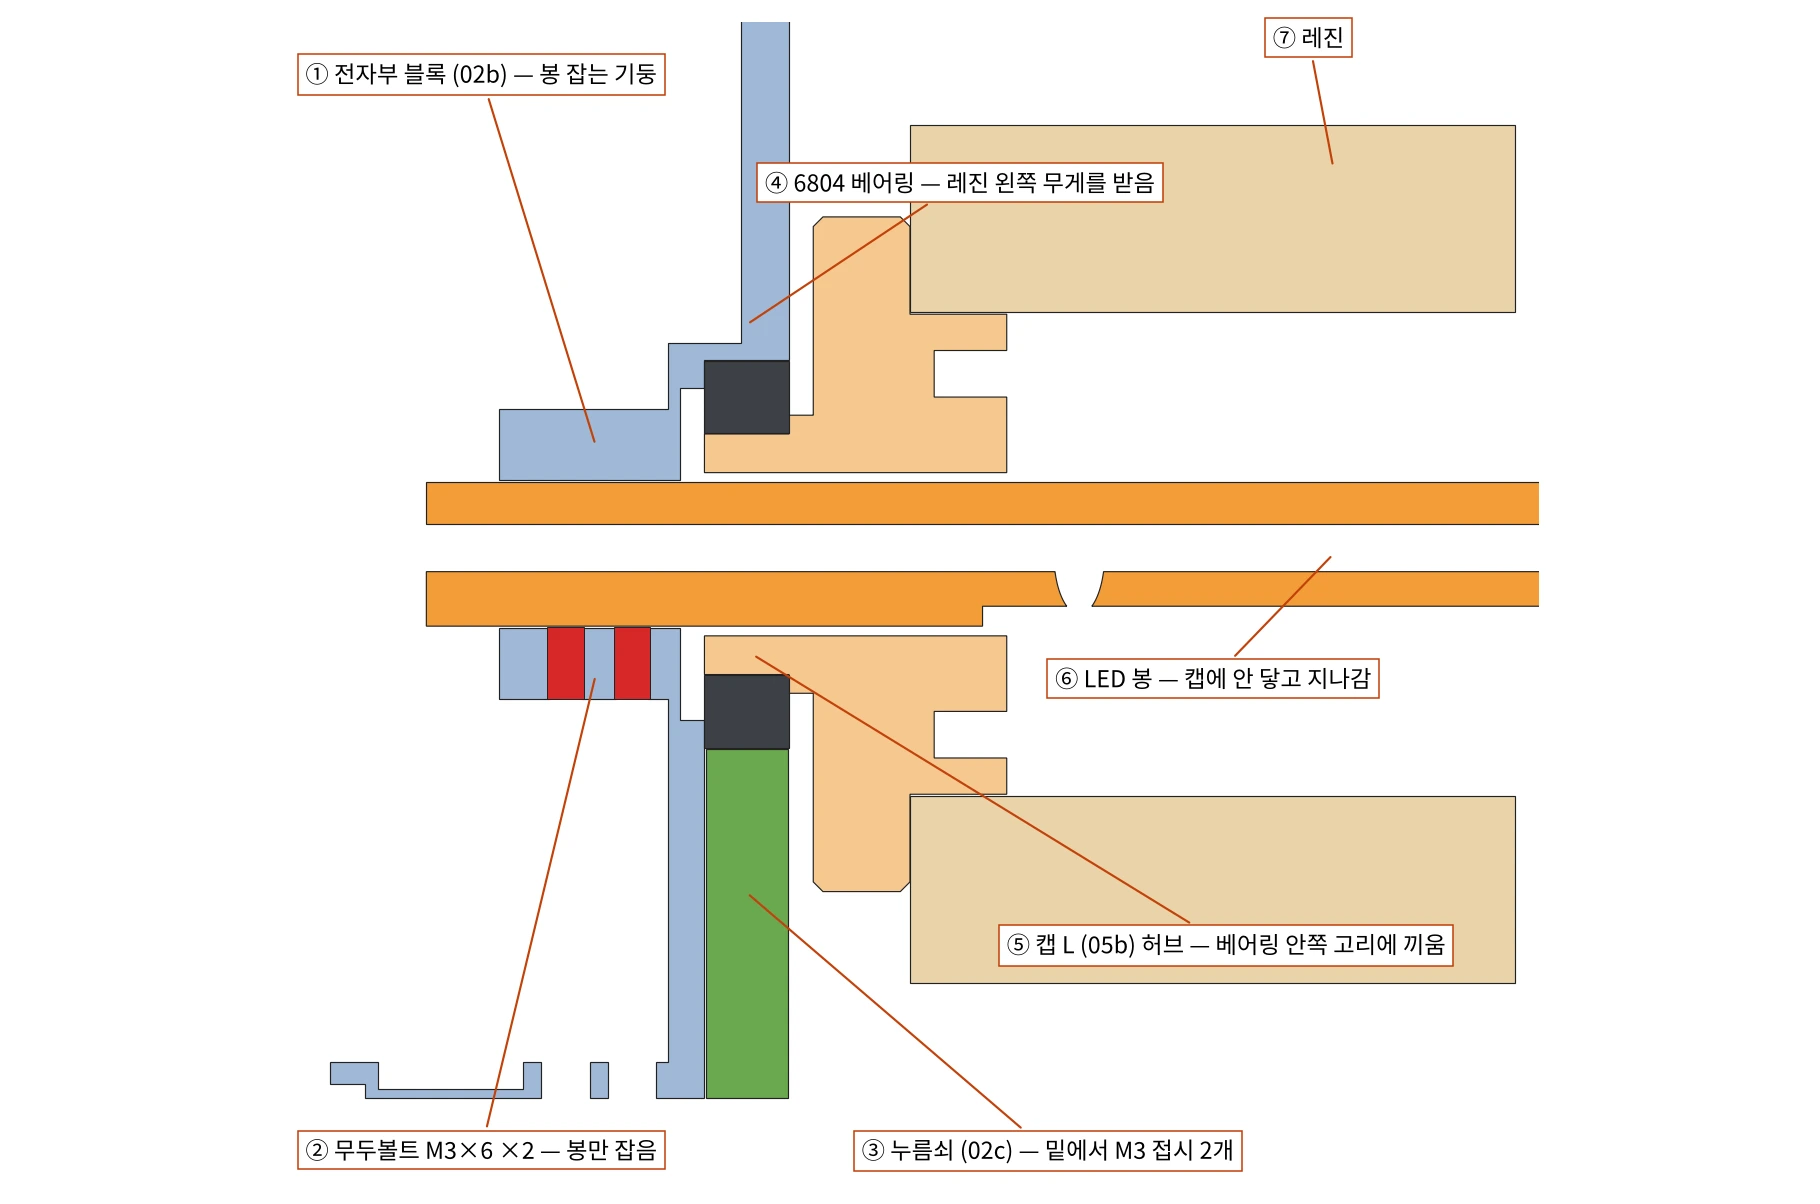 ① 전자부 블록 (02b) — 봉 잡는 기둥
⑦ 레진
④ 6804 베어링 — 레진 왼쪽 무게를 받음
⑥ LED 봉 — 캡에 안 닿고 지나감
⑤ 캡 L (05b) 허브 — 베어링 안쪽 고리에 끼움
② 무두볼트 M3×6 ×2 — 봉만 잡음
③ 누름쇠 (02c) — 밑에서 M3 접시 2개